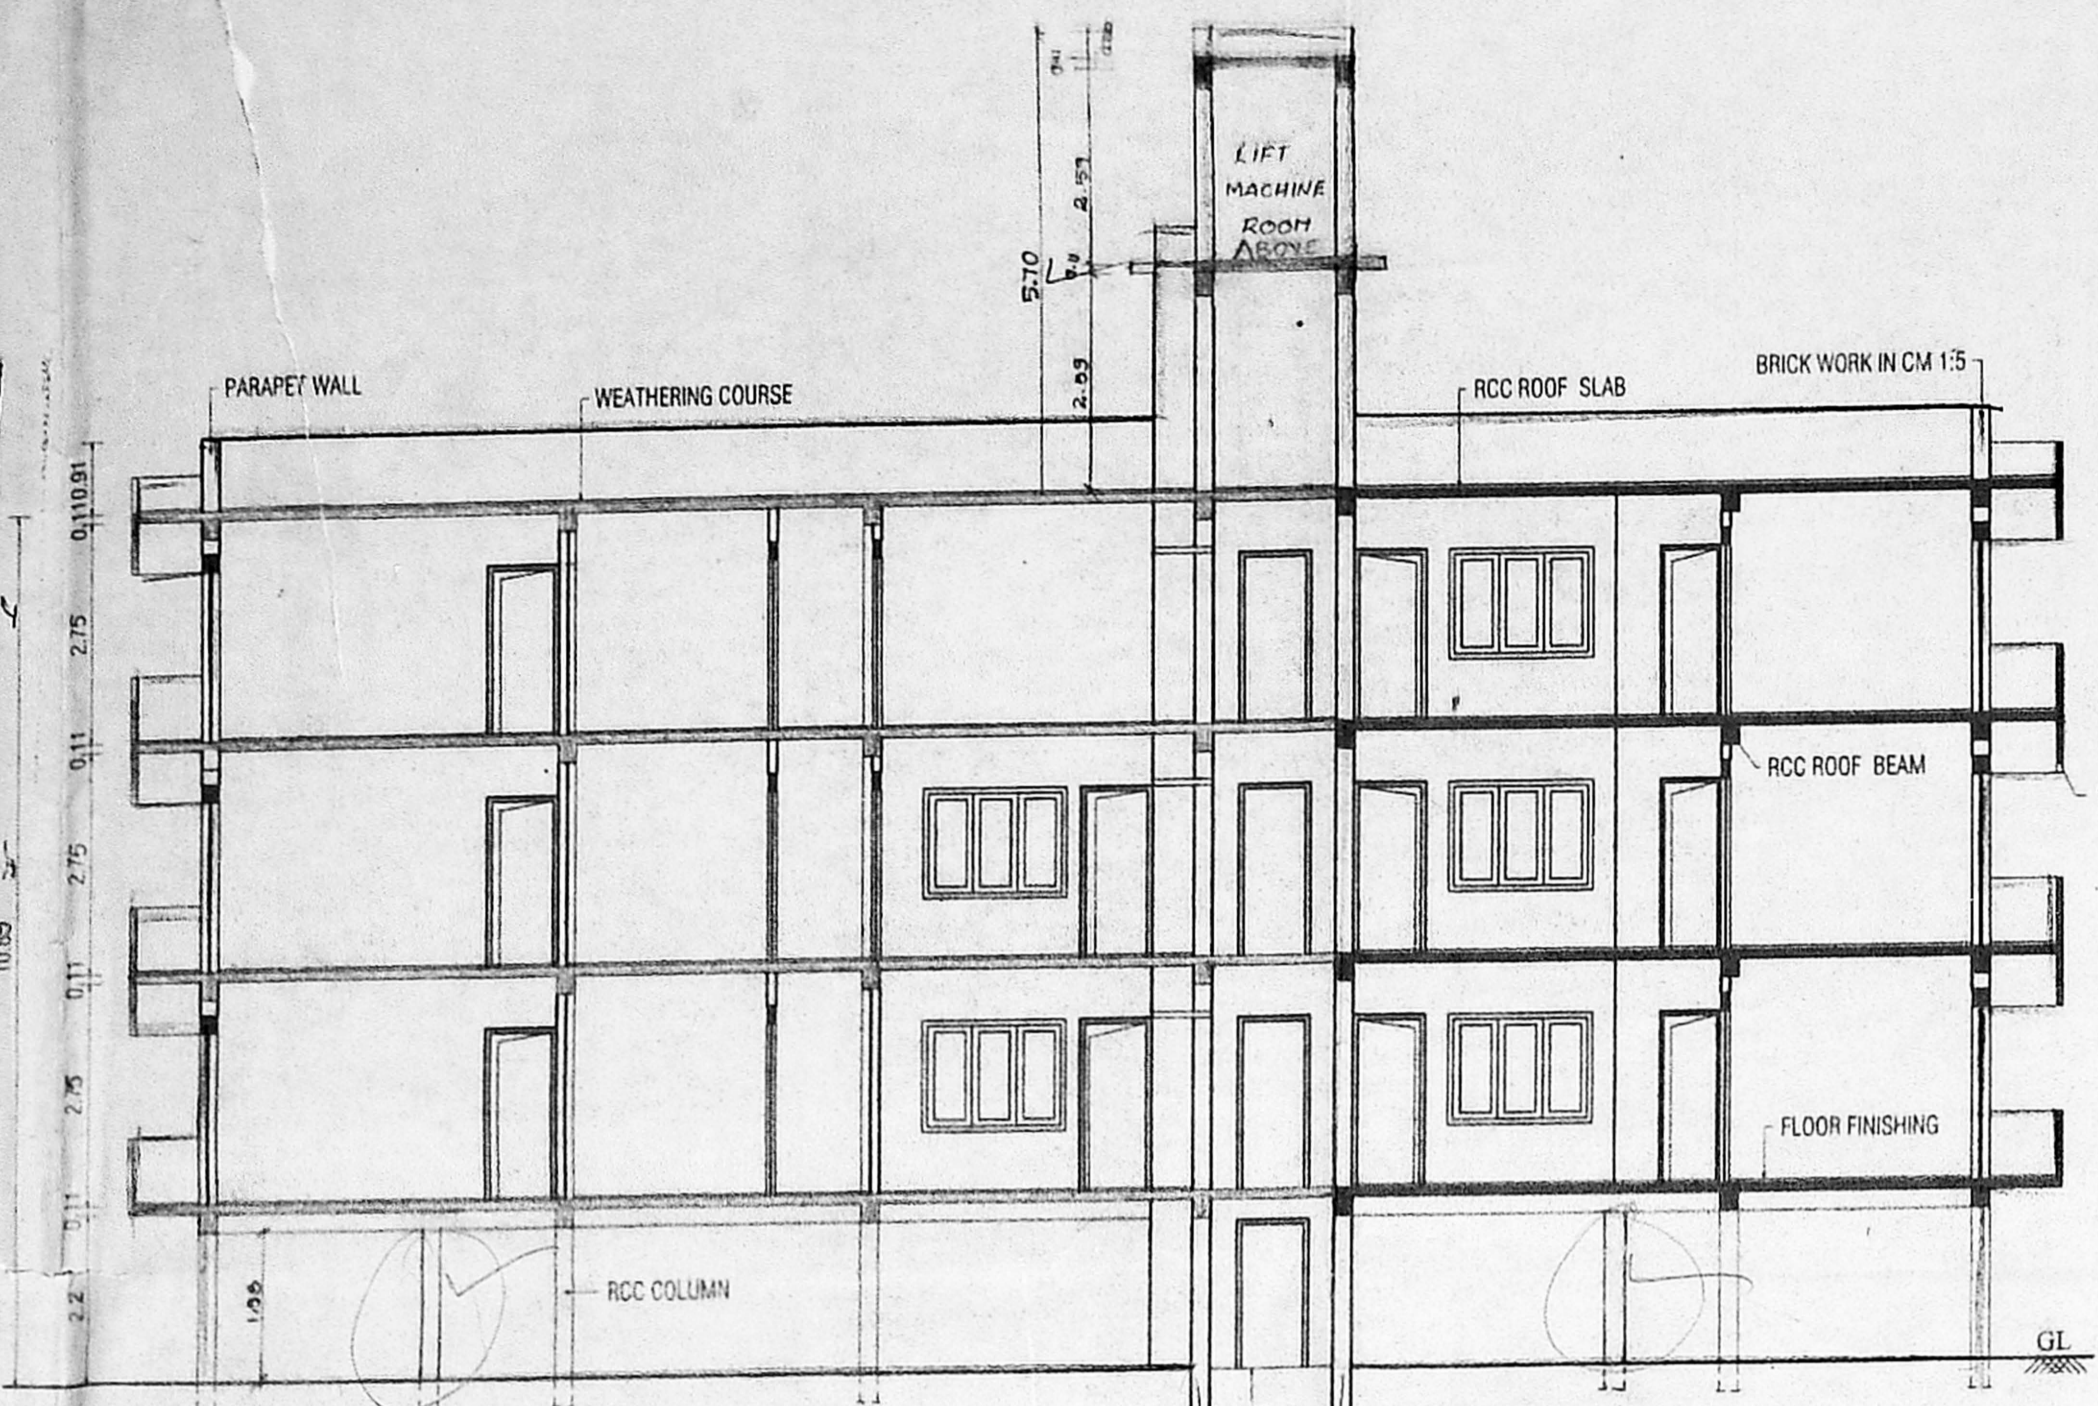 LIFT
MACHINE
ROOM
ABOVE
2.59
5.70
2.89
PARAPET WALL
WEATHERING COURSE
RCC ROOF SLAB
BRICK WORK IN CM 1:5
0.91
0.11
2.75
0.11
RCC ROOF BEAM
2.75
0.11
2.75
FLOOR FINISHING
0.11
2.2
RCC COLUMN
GL